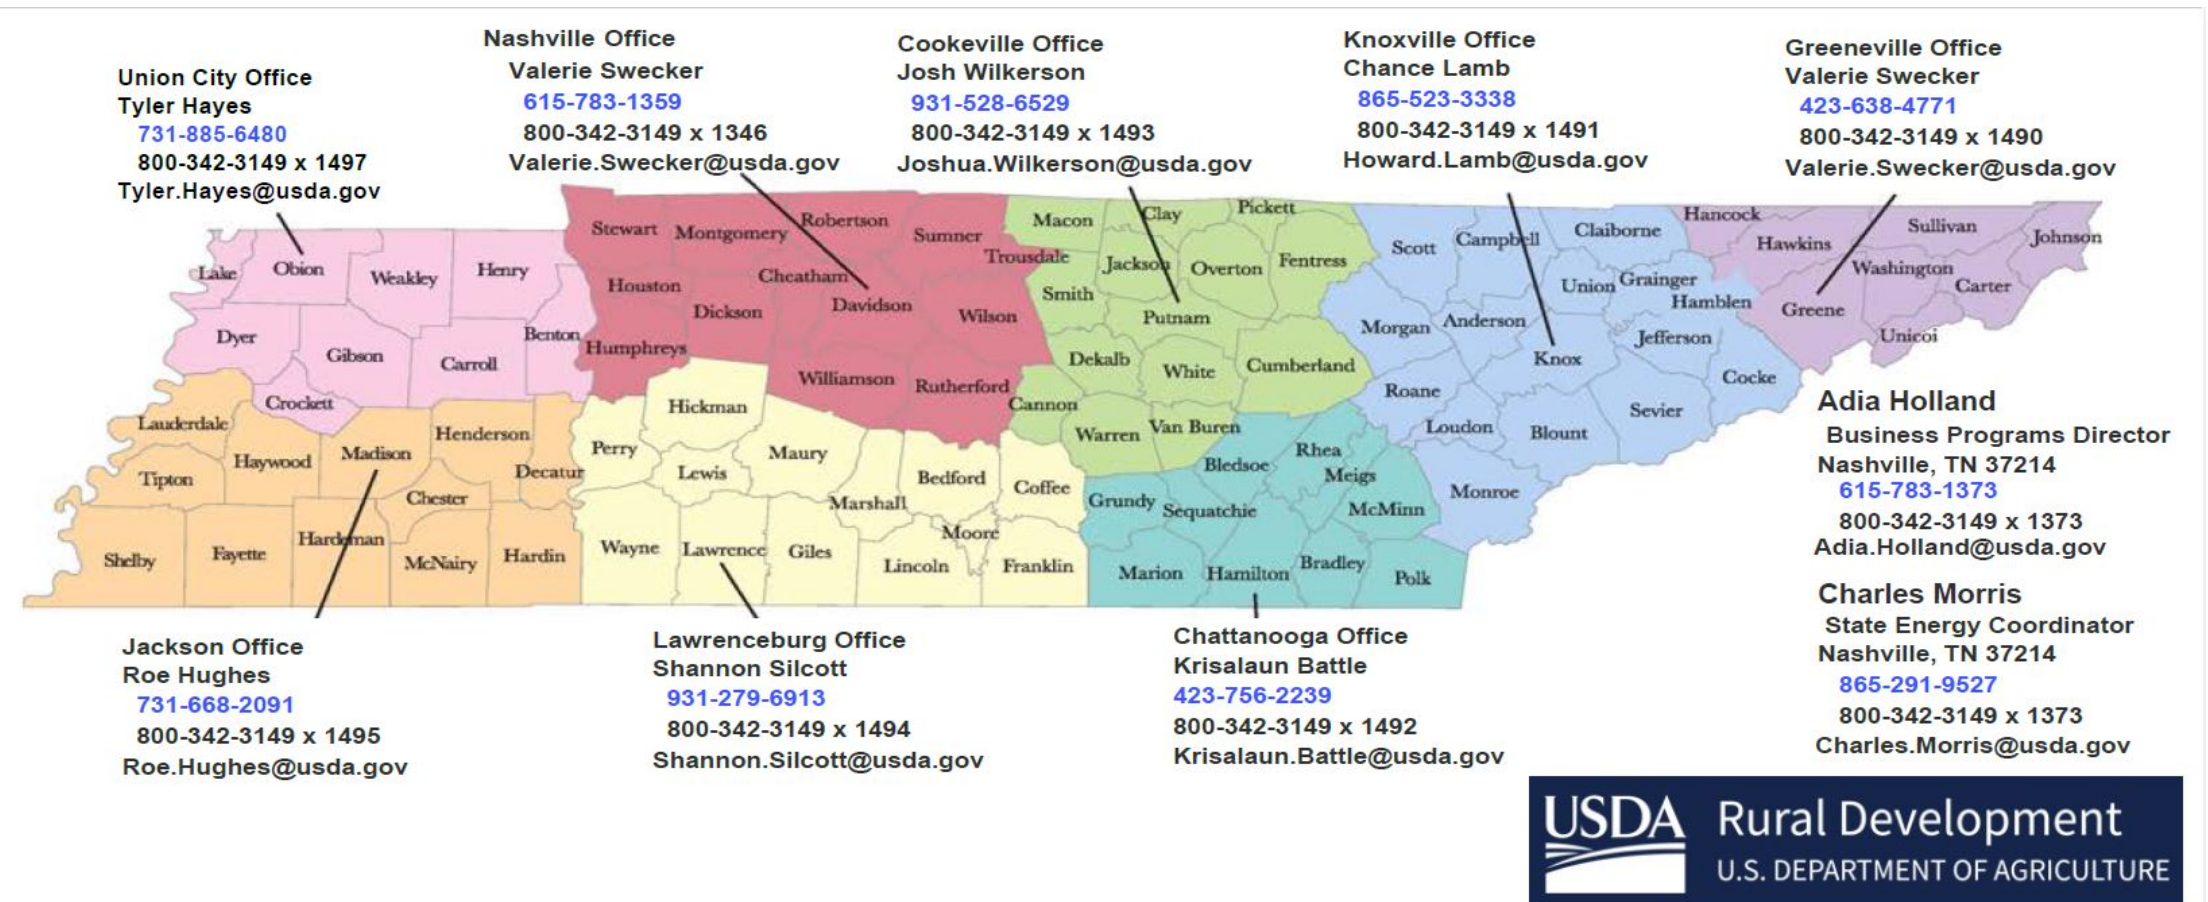 Union City Office
Tyler Hayes
731-885-6480
800-342-3149 x 1497
Tyler.Hayes@usda.gov
Nashville Office
Valerie Swecker
615-783-1359
800-342-3149 x 1346
Valerie.Swecker@usda.gov
Cookeville Office
Josh Wilkerson
931-528-6529
800-342-3149 x 1493
Joshua.Wilkerson@usda.gov
Knoxville Office
Chance Lamb
865-523-3338
800-342-3149 x 1491
Howard.Lamb@usda.gov
Greeneville Office
Valerie Swecker
423-638-4771
800-342-3149 x 1490
Valerie.Swecker@usda.gov
Lake
Obion
Weakley
Henry
Dyer
Gibson
Carroll
Benton
Crockett
Stewart
Montgomery
Robertson
Sumner
Trousdale
Houston
Cheatham
Dickson
Davidson
Wilson
Humphreys
Williamson
Rutherford
Macon
Clay
Pickett
Jackson
Overton
Fentress
Smith
Putnam
Dekalb
White
Cumberland
Cannon
Warren
Van Buren
Scott
Campbell
Claiborne
Union
Grainger
Hamblen
Morgan
Anderson
Jefferson
Knox
Roane
Cocke
Sevier
Loudon
Blount
Monroe
Hancock
Hawkins
Sullivan
Johnson
Washington
Carter
Greene
Unicoi
Lauderdale
Haywood
Madison
Henderson
Tipton
Decatur
Chester
Shelby
Fayette
Hardeman
McNairy
Hardin
Hickman
Perry
Lewis
Maury
Bedford
Coffee
Marshall
Moore
Wayne
Lawrence
Giles
Lincoln
Franklin
Rhea
Bledsoe
Meigs
Grundy
Sequatchie
McMinn
Marion
Hamilton
Bradley
Polk
Adia Holland
Business Programs Director
Nashville, TN 37214
615-783-1373
800-342-3149 x 1373
Adia.Holland@usda.gov
Charles Morris
State Energy Coordinator
Nashville, TN 37214
865-291-9527
800-342-3149 x 1373
Charles.Morris@usda.gov
Jackson Office
Roe Hughes
731-668-2091
800-342-3149 x 1495
Roe.Hughes@usda.gov
Lawrenceburg Office
Shannon Silcott
931-279-6913
800-342-3149 x 1494
Shannon.Silcott@usda.gov
Chattanooga Office
Krisalaun Battle
423-756-2239
800-342-3149 x 1492
Krisalaun.Battle@usda.gov
USDA
Rural Development
U.S. DEPARTMENT OF AGRICULTURE